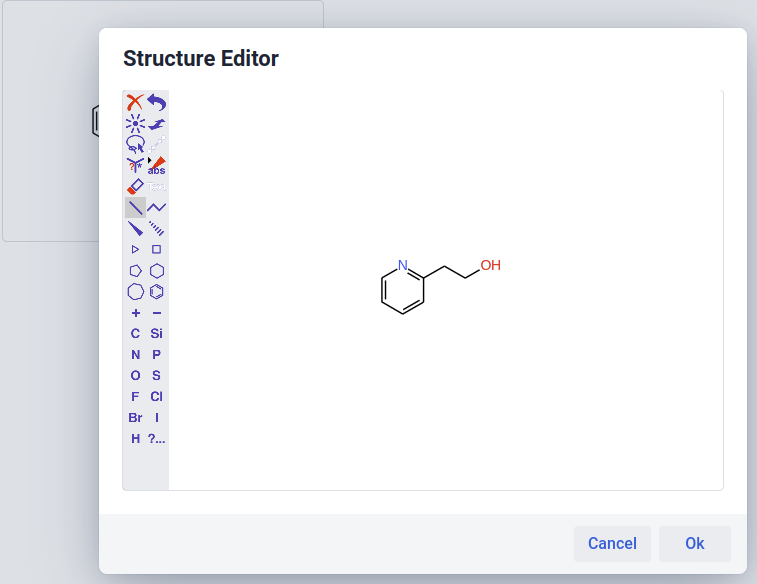 Structure Editor
?*
abs
+ −
C Si
N P
O S
F Cl
Br I
H ?...
N
OH
Cancel Ok